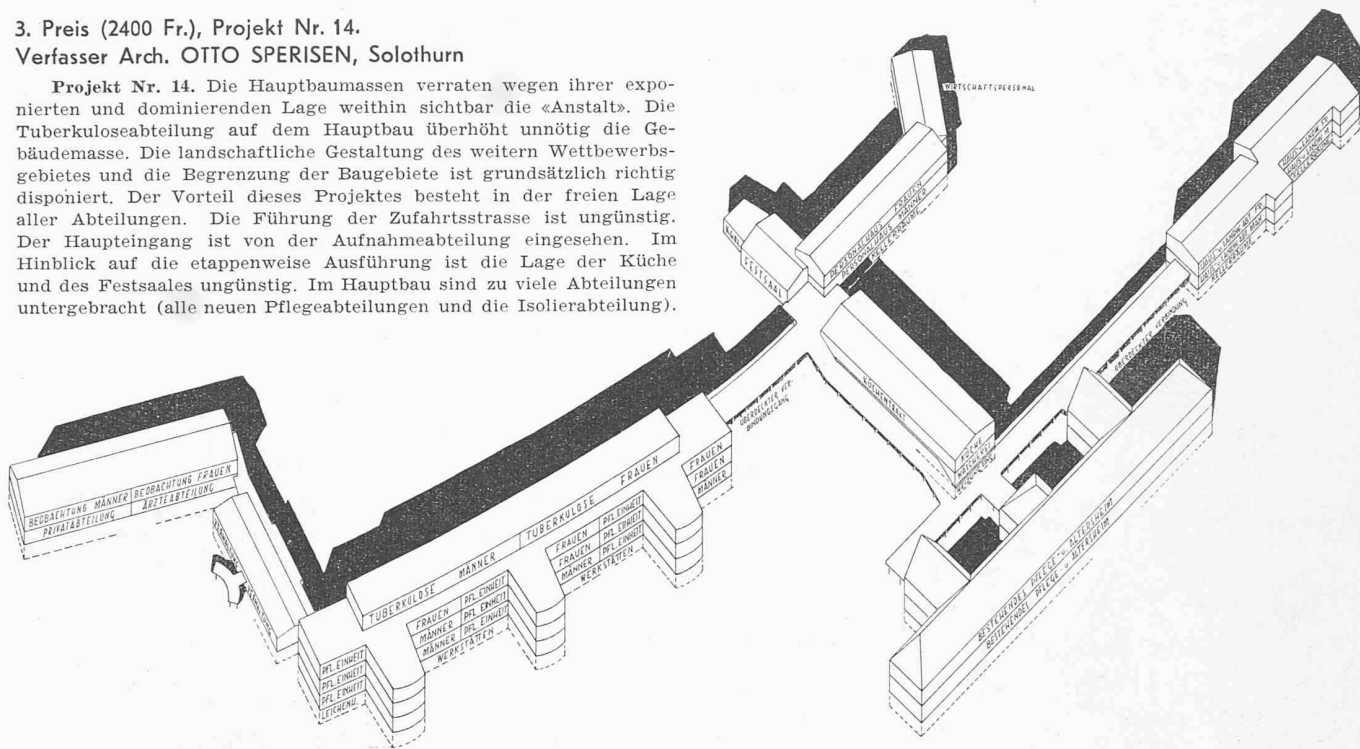 3. Preis (2400 Fr.), Projekt Nr. 14.
Verfasser Arch. OTTO SPERISEN, Solothurn
Projekt Nr. 14. Die Hauptbaumassen verraten wegen ihrer expo-
nierten und dominierenden Lage weithin sichtbar die «Anstalt». Die
Tuberkuloseabteilung auf dem Hauptbau überhöht unnötig die Ge-
bäudemasse. Die landschaftliche Gestaltung des weitern Wettbewerbs-
gebietes und die Begrenzung der Baugebiete ist grundsätzlich richtig
disponiert. Der Vorteil dieses Projektes besteht in der freien Lage
aller Abteilungen. Die Führung der Zufahrtsstrasse ist ungünstig.
Der Haupteingang ist von der Aufnahmeabteilung eingesehen. Im
Hinblick auf die etappenweise Ausführung ist die Lage der Küche
und des Festsaales ungünstig. Im Hauptbau sind zu viele Abteilungen
untergebracht (alle neuen Pflegeabteilungen und die Isolierabteilung).
WIRTSCHAFTSPERSONAL
PERSONALHAUS FRAUEN
PERSONALHAUS MÄNNER
KELLERRÄUME
FESTSAAL
KÜCHENTRAKT
KÜCHE
WÄSCHEREI
ÜBERDECKTER VER-
BINDUNGSGANG
ÜBERDECKTER VERBINDUNG
BESTEHENDES PFLEGE- U. ALTERSHEIM
BESTEHENDES PFLEGE U. ALTERSHEIM
BEOBACHTUNG MÄNNER
BEOBACHTUNG FRAUEN
PRIVATABTEILUNG
ÄRZTEABTEILUNG
VERWALTUNG
TUBERKULOSE MÄNNER
TUBERKULOSE FRAUEN
FRAUEN
FRAUEN
MÄNNER
FRAUEN PFL. EINHEIT
FRAUEN PFL. EINHEIT
MÄNNER PFL. EINHEIT
WERKSTÄTTEN
FRAUEN PFL. EINHEIT
MÄNNER PFL. EINHEIT
MÄNNER PFL. EINHEIT
WERKSTÄTTEN
PFL. EINHEIT
PFL. EINHEIT
PFL. EINHEIT
LEICHENU.